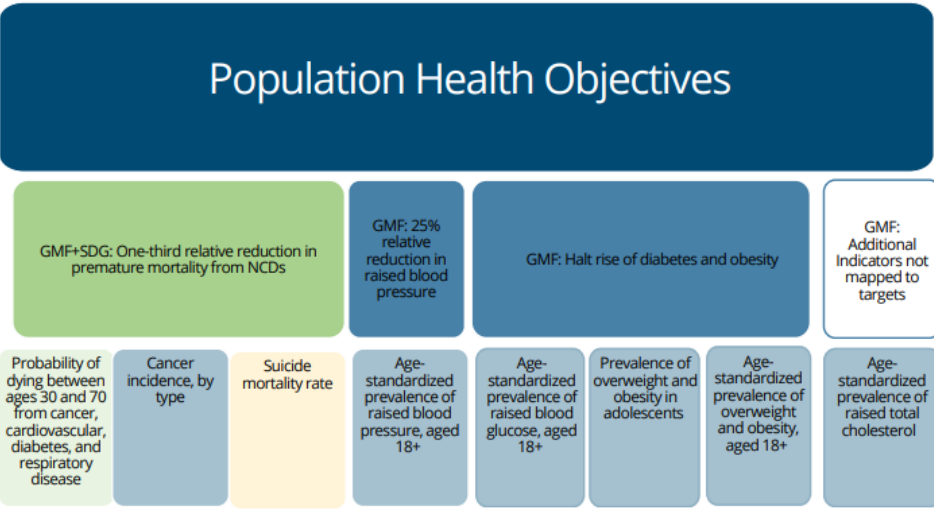 Population Health Objectives
GMF+SDG: One-third relative reduction in
premature mortality from NCDs
GMF: 25%
relative
reduction in
raised blood
pressure
GMF: Halt rise of diabetes and obesity
GMF:
Additional
Indicators not
mapped to
targets
Probability of
dying between
ages 30 and 70
from cancer,
cardiovascular,
diabetes, and
respiratory
disease
Cancer
incidence, by
type
Suicide
mortality rate
Age-
standardized
prevalence of
raised blood
pressure, aged
18+
Age-
standardized
prevalence of
raised blood
glucose, aged
18+
Prevalence of
overweight and
obesity in
adolescents
Age-
standardized
prevalence of
overweight
and obesity,
aged 18+
Age-
standardized
prevalence of
raised total
cholesterol